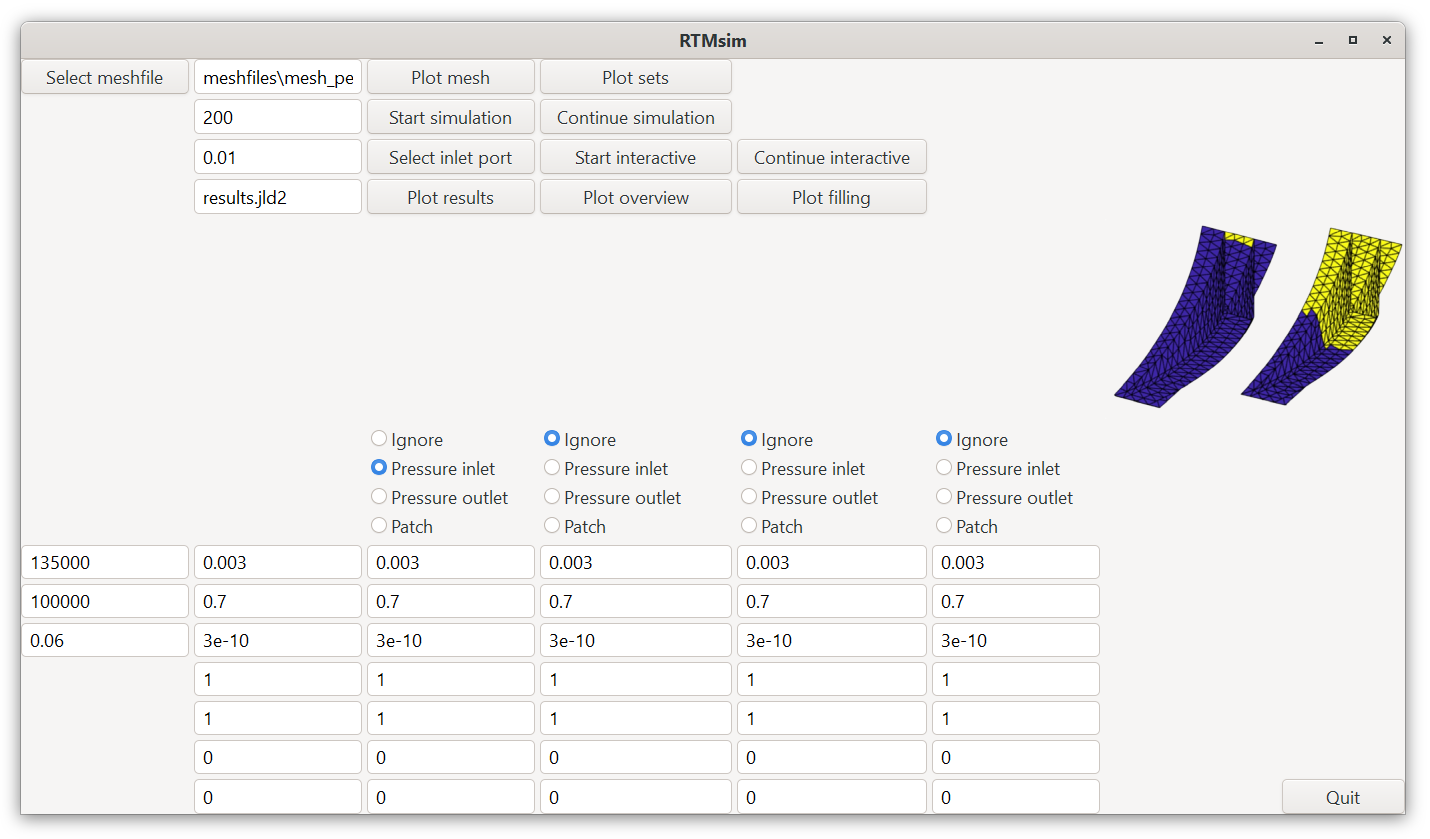 RTMsim
Select meshfile meshfiles\mesh_pe Plot mesh Plot sets
200 Start simulation Continue simulation
0.01 Select inlet port Start interactive Continue interactive
results.jld2 Plot results Plot overview Plot filling
Ignore Ignore Ignore Ignore
Pressure inlet Pressure inlet Pressure inlet Pressure inlet
Pressure outlet Pressure outlet Pressure outlet Pressure outlet
Patch Patch Patch Patch
135000 0.003 0.003 0.003 0.003 0.003
100000 0.7 0.7 0.7 0.7 0.7
0.06 3e-10 3e-10 3e-10 3e-10 3e-10
1 1 1 1 1
1 1 1 1 1
0 0 0 0 0
0 0 0 0 0 Quit